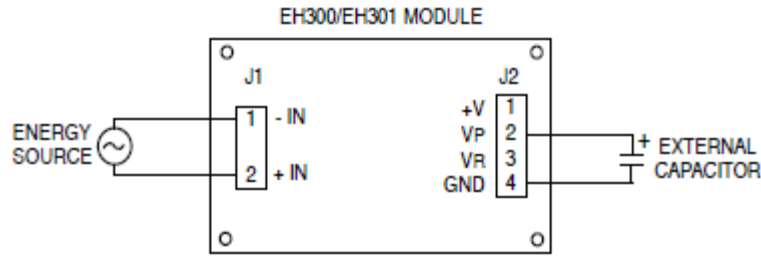 EH300/EH301 MODULE
J1
1 - IN
2 + IN
ENERGY
SOURCE
J2
+V 1
VP 2
VR 3
GND 4
+ EXTERNAL
CAPACITOR